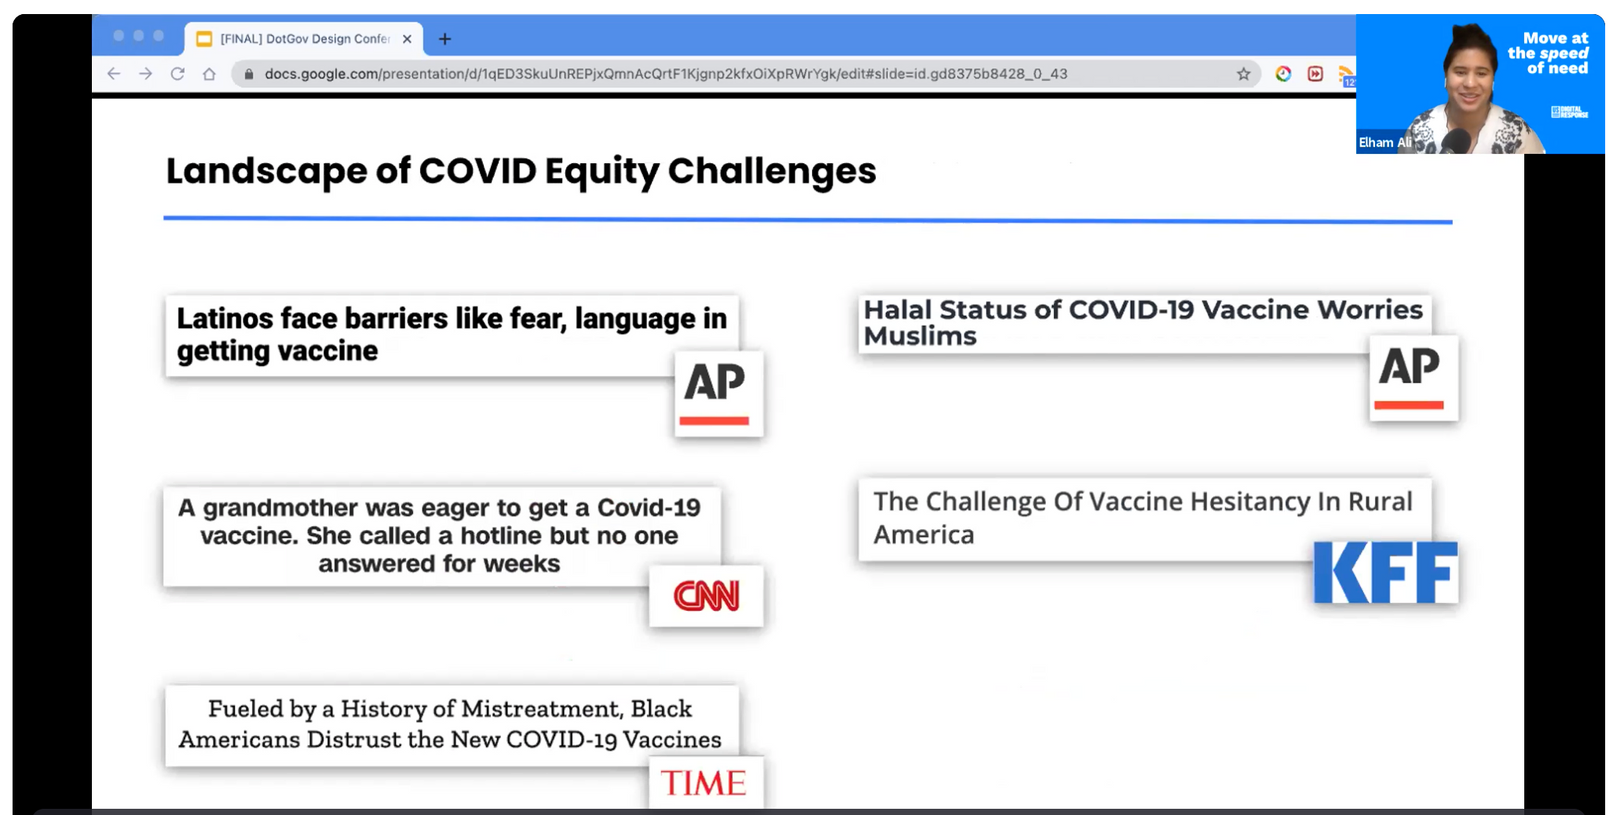 [FINAL] DotGov Design Confer
docs.google.com/presentation/d/1qED3SkuUnREPjxQmnAcQrtF1Kjgnp2kfxOiXpRWrYgk/edit#slide=id.gd8375b8428_0_43
Move at
the speed
of need
DIGITAL
RESPONSE
Elham Ali
Landscape of COVID Equity Challenges
Latinos face barriers like fear, language in
getting vaccine
AP
Halal Status of COVID-19 Vaccine Worries
Muslims
AP
A grandmother was eager to get a Covid-19
vaccine. She called a hotline but no one
answered for weeks
CNN
The Challenge Of Vaccine Hesitancy In Rural
America
KFF
Fueled by a History of Mistreatment, Black
Americans Distrust the New COVID-19 Vaccines
TIME